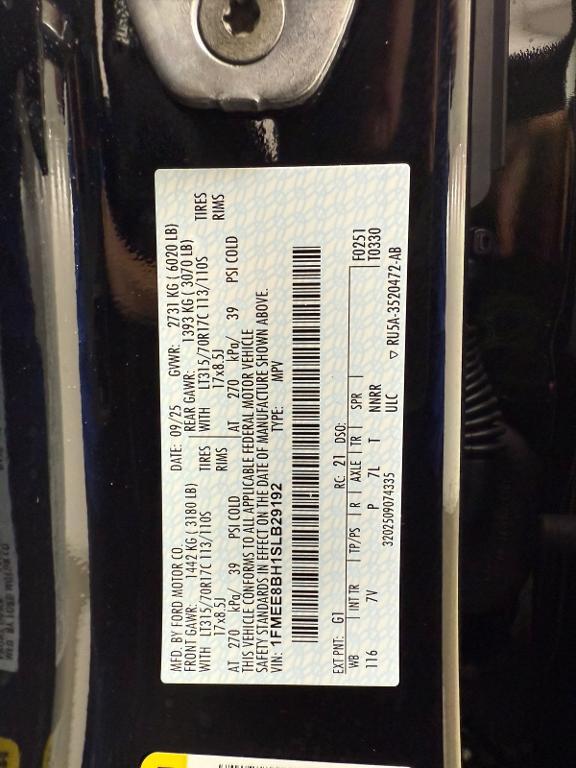 MFD. BY FORD MOTOR CO. DATE: 09/25 GVWR: 2731 KG ( 6020 LB)
FRONT GAWR: 1442 KG ( 3180 LB) REAR GAWR: 1393 KG ( 3070 LB)
WITH LT315/70R17C 113/110S TIRES WITH LT315/70R17C 113/110S TIRES
17x8.5J RIMS 17x8.5J RIMS
AT 270 kPa/ 39 PSI COLD AT 270 kPa/ 39 PSI COLD
THIS VEHICLE CONFORMS TO ALL APPLICABLE FEDERAL MOTOR VEHICLE
SAFETY STANDARDS IN EFFECT ON THE DATE OF MANUFACTURE SHOWN ABOVE.
VIN: 1FMEE8BH1SLB29192 TYPE: MPV
EXT PNT: G1 RC: 21 DSO: F0251
WB INT TR TP/PS R AXLE TR SPR T0330
116 7V P 7L T NNRR
3202509074335 ULC ▽ RU5A-3520472-AB